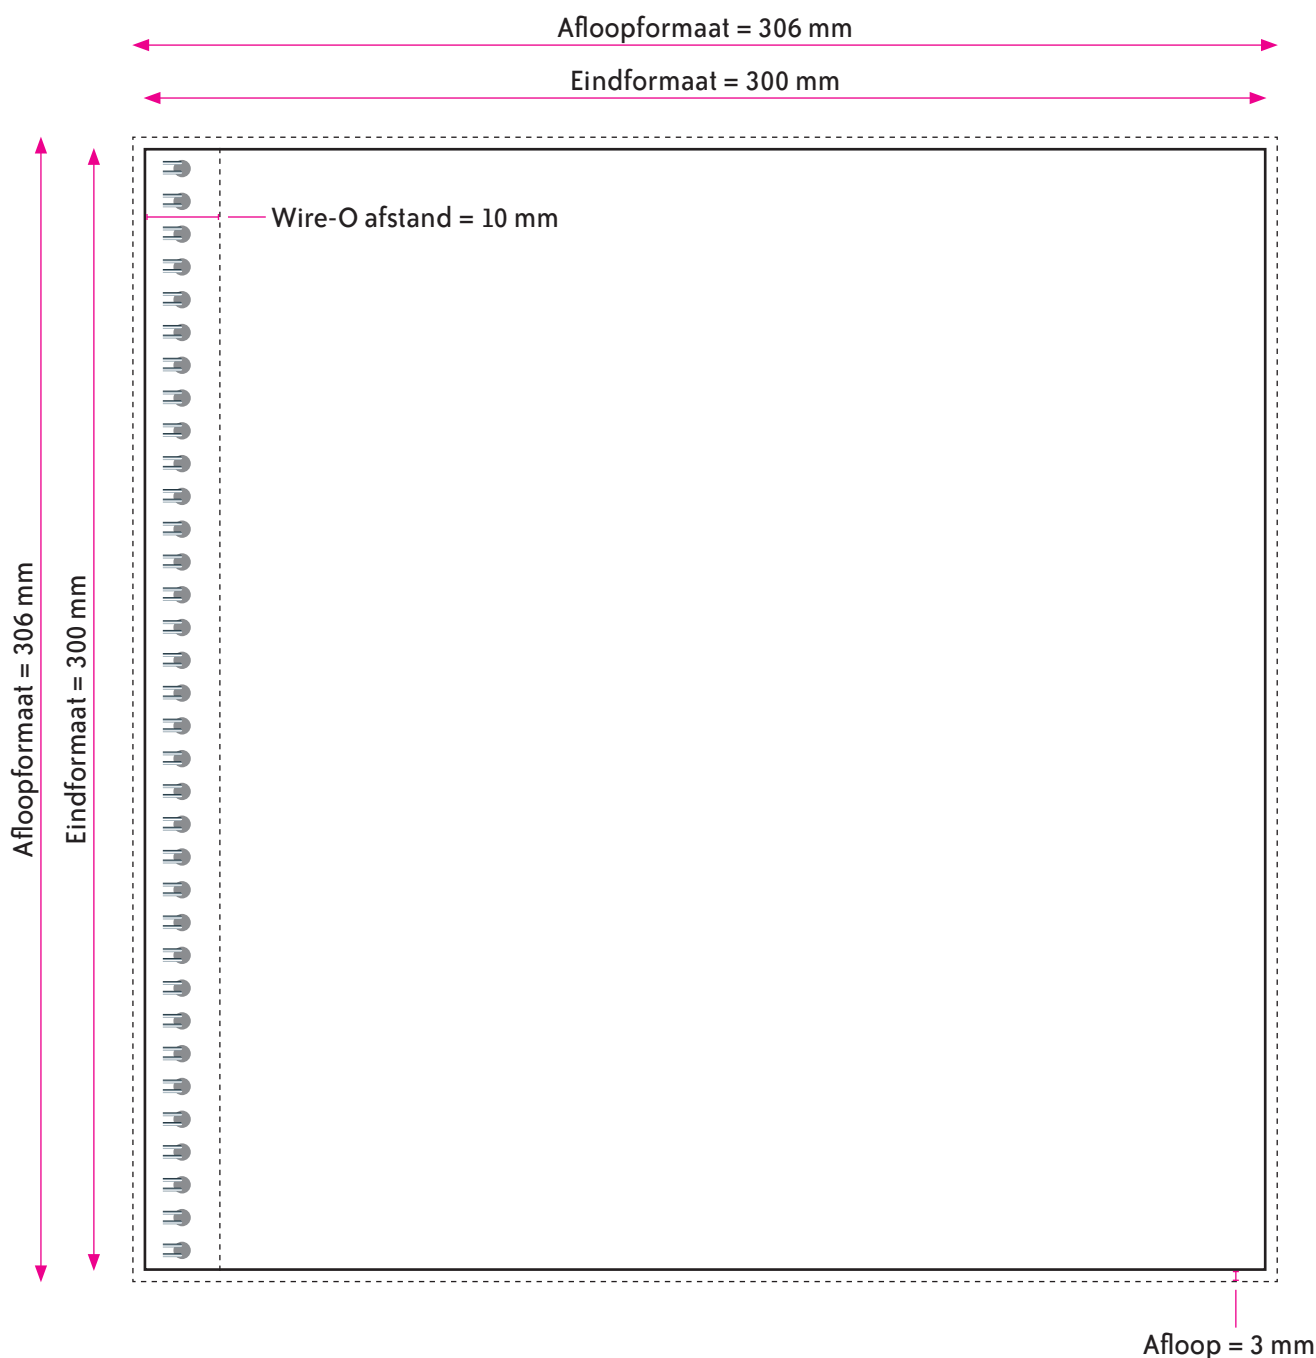 Afloopformaat = 306 mm
Eindformaat = 300 mm
Wire-O afstand = 10 mm
Afloopformaat = 306 mm
Eindformaat = 300 mm
Afloop = 3 mm